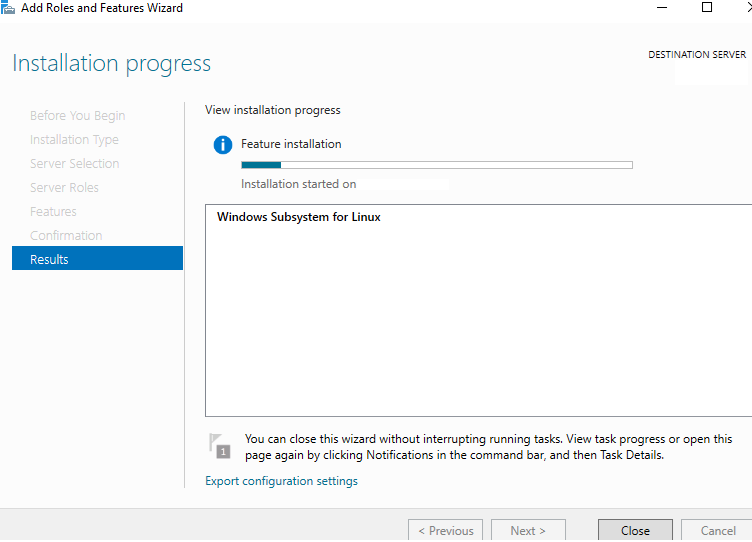 Add Roles and Features Wizard
Installation progress
DESTINATION SERVER
Before You Begin
Installation Type
Server Selection
Server Roles
Features
Confirmation
Results
View installation progress
Feature installation
Installation started on
Windows Subsystem for Linux
1
You can close this wizard without interrupting running tasks. View task progress or open this
page again by clicking Notifications in the command bar, and then Task Details.
Export configuration settings
< Previous
Next >
Close
Cancel